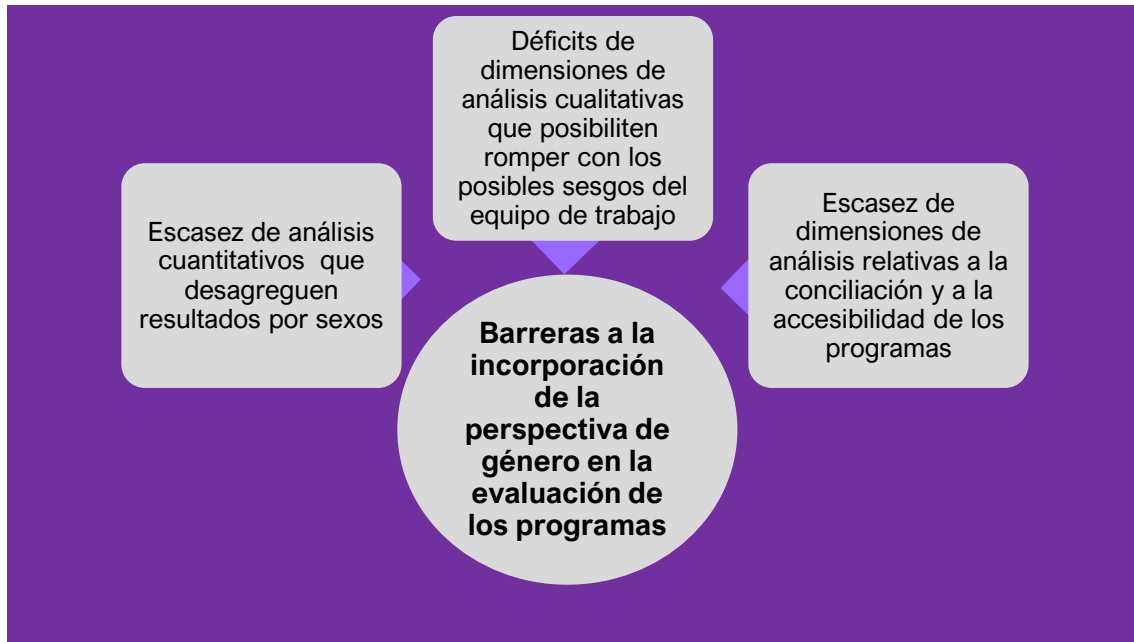 Déficits de
dimensiones de
análisis cualitativas
que posibiliten
romper con los
posibles sesgos del
equipo de trabajo
Escasez de análisis
cuantitativos que
desagreguen
resultados por sexos
Escasez de
dimensiones de
análisis relativas a la
conciliación y a la
accesibilidad de los
programas
Barreras a la
incorporación
de la
perspectiva de
género en la
evaluación de
los programas